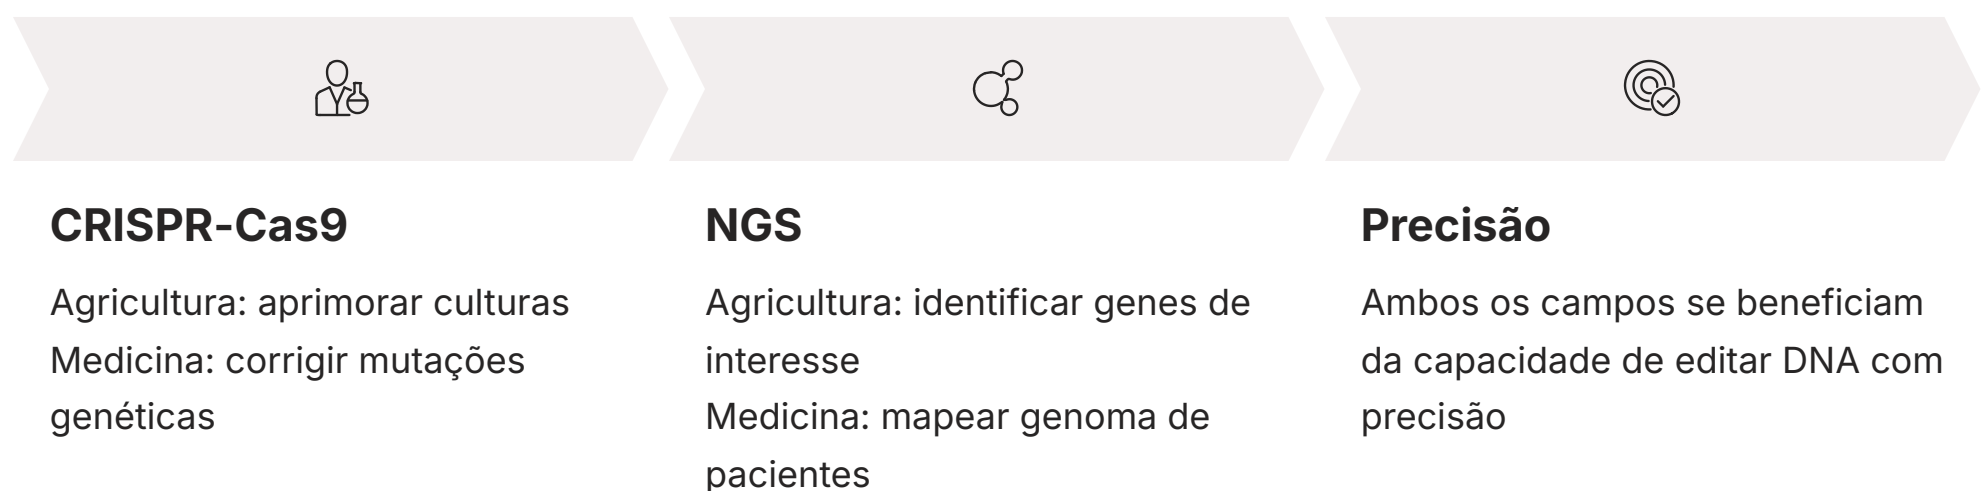 CRISPR-Cas9
Agricultura: aprimorar culturas
Medicina: corrigir mutações
genéticas
NGS
Agricultura: identificar genes de
interesse
Medicina: mapear genoma de
pacientes
Precisão
Ambos os campos se beneficiam
da capacidade de editar DNA com
precisão